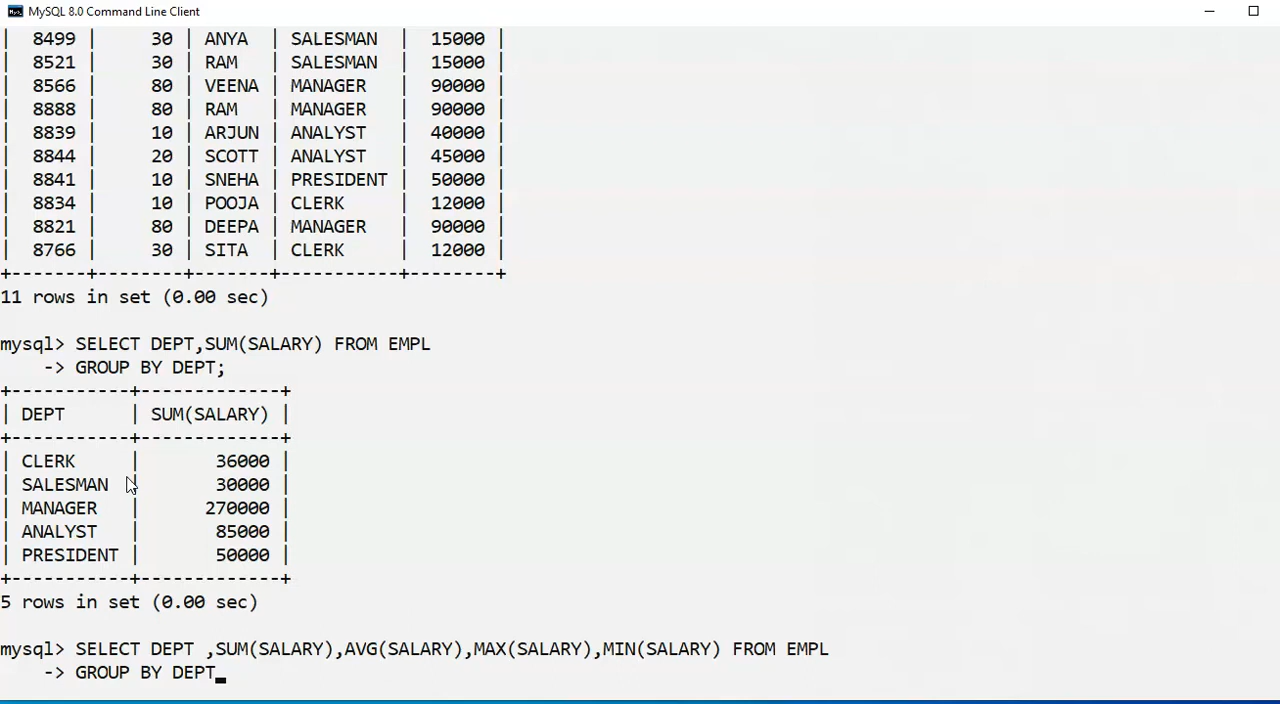 MySQL 8.0 Command Line Client
| 8499 | 30 | ANYA | SALESMAN | 15000 |
| 8521 | 30 | RAM | SALESMAN | 15000 |
| 8566 | 80 | VEENA | MANAGER | 90000 |
| 8888 | 80 | RAM | MANAGER | 90000 |
| 8839 | 10 | ARJUN | ANALYST | 40000 |
| 8844 | 20 | SCOTT | ANALYST | 45000 |
| 8841 | 10 | SNEHA | PRESIDENT | 50000 |
| 8834 | 10 | POOJA | CLERK | 12000 |
| 8821 | 80 | DEEPA | MANAGER | 90000 |
| 8766 | 30 | SITA | CLERK | 12000 |
+-------+--------+-------+-----------+--------+
11 rows in set (0.00 sec)
mysql> SELECT DEPT,SUM(SALARY) FROM EMPL
-> GROUP BY DEPT;
+-----------+-------------+
| DEPT | SUM(SALARY) |
+-----------+-------------+
| CLERK | 36000 |
| SALESMAN | 30000 |
| MANAGER | 270000 |
| ANALYST | 85000 |
| PRESIDENT | 50000 |
+-----------+-------------+
5 rows in set (0.00 sec)
mysql> SELECT DEPT ,SUM(SALARY),AVG(SALARY),MAX(SALARY),MIN(SALARY) FROM EMPL
-> GROUP BY DEPT